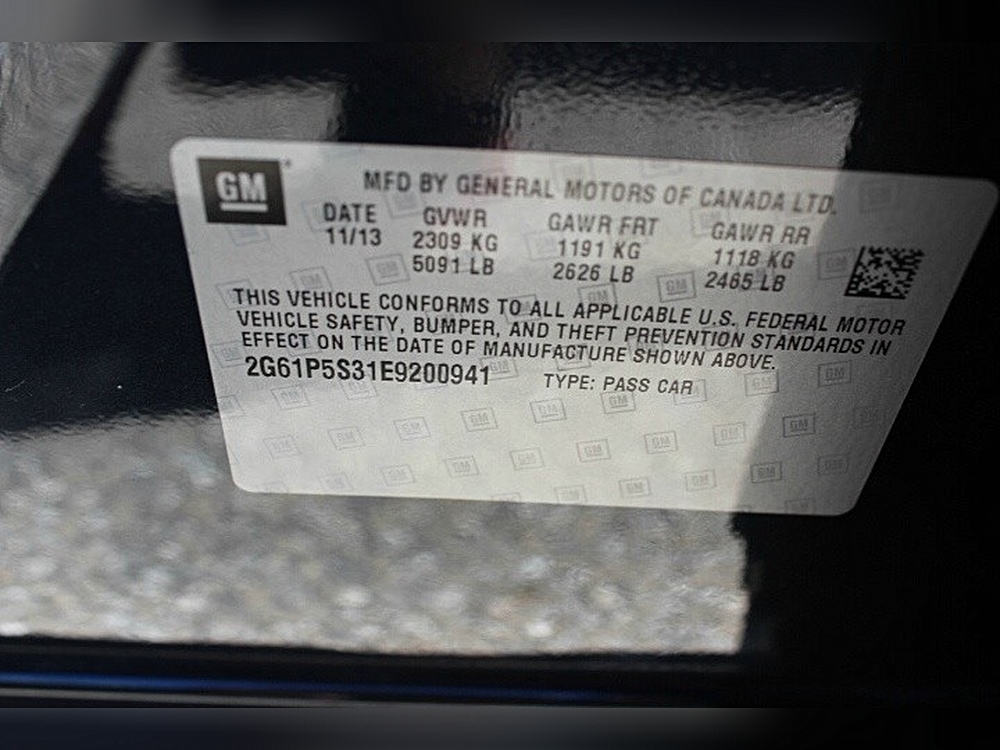 GM
MFD BY GENERAL MOTORS OF CANADA LTD.
DATE GVWR GAWR FRT GAWR RR
11/13 2309 KG 1191 KG 1118 KG
5091 LB 2626 LB 2465 LB
THIS VEHICLE CONFORMS TO ALL APPLICABLE U.S. FEDERAL MOTOR
VEHICLE SAFETY, BUMPER, AND THEFT PREVENTION STANDARDS IN
EFFECT ON THE DATE OF MANUFACTURE SHOWN ABOVE.
2G61P5S31E9200941 TYPE: PASS CAR